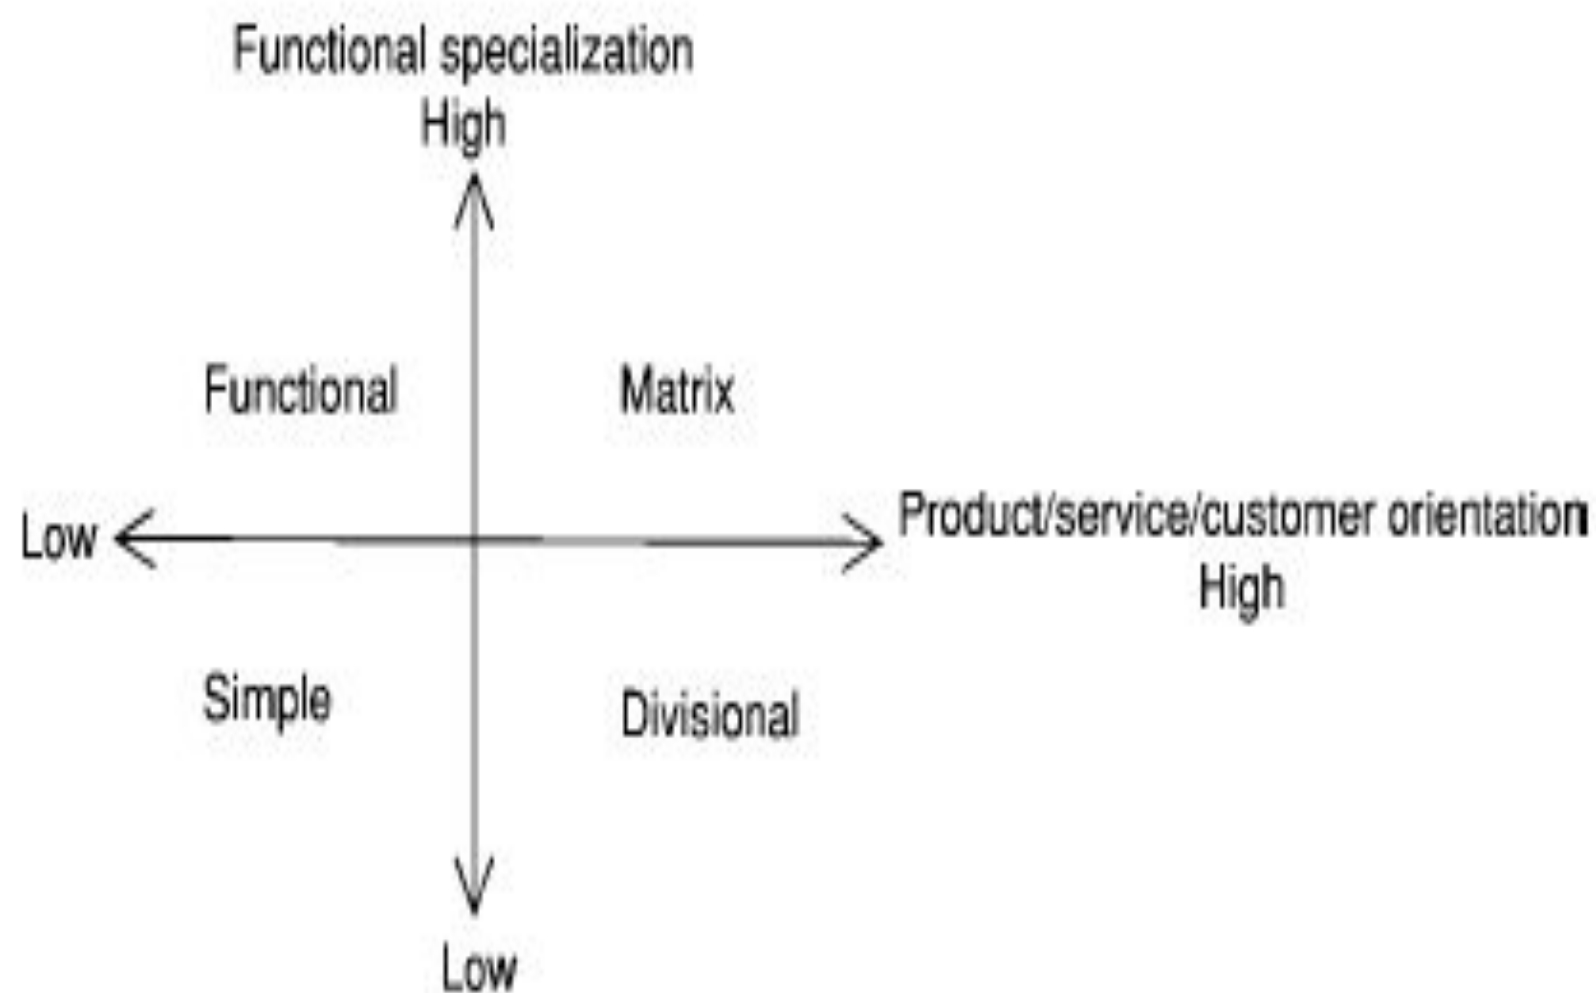 Functional specialization
High
Functional
Matrix
Low
Product/service/customer orientation
High
Simple
Divisional
Low